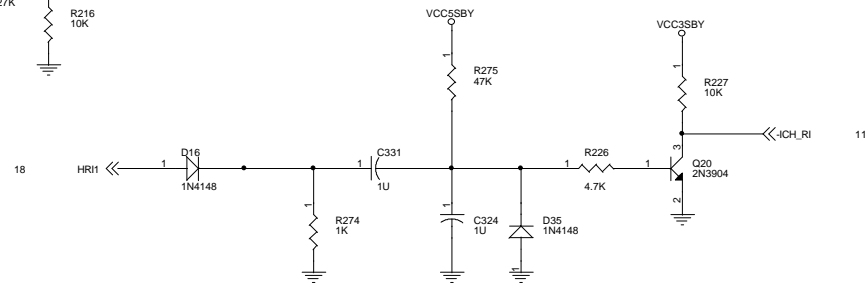 27K
R216
10K
VCC5SBY
VCC3SBY
1
R275
47K
1
R227
10K
D16
1
1N4148
1
C331
1U
R226
1
4.7K
1
3
Q20
2N3904
2
-ICH_RI
11
18
HRI1
1
R274
1K
1
C324
1U
D35
1N4148
1